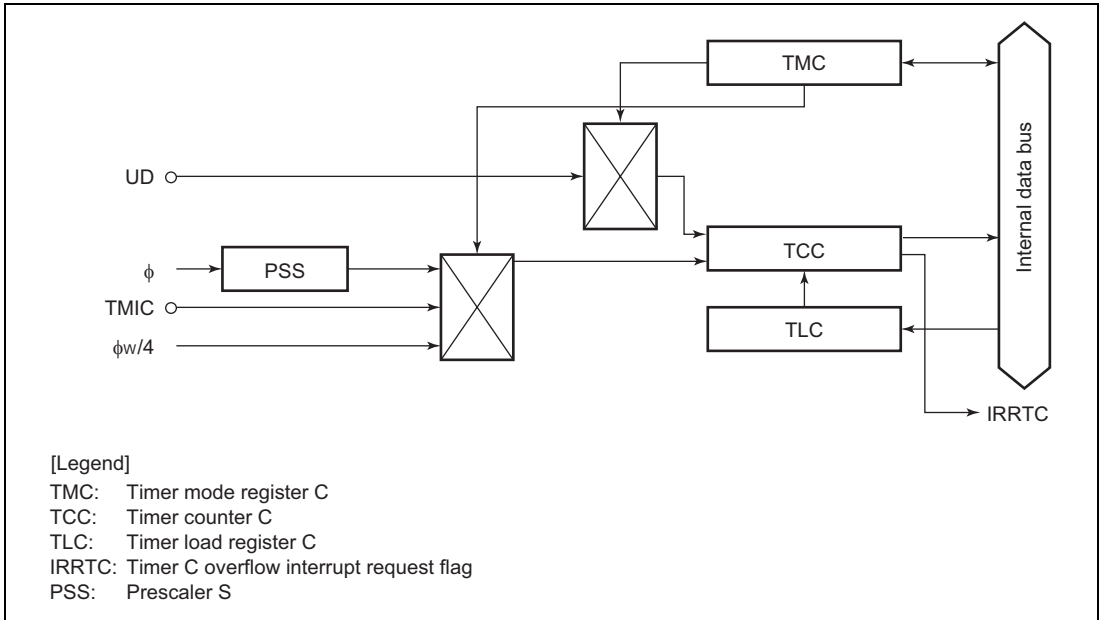 TMC
UD
TCC
ϕ
PSS
TMIC
TLC
ϕw/4
Internal data bus
IRRTC
[Legend]
TMC: Timer mode register C
TCC: Timer counter C
TLC: Timer load register C
IRRTC: Timer C overflow interrupt request flag
PSS: Prescaler S